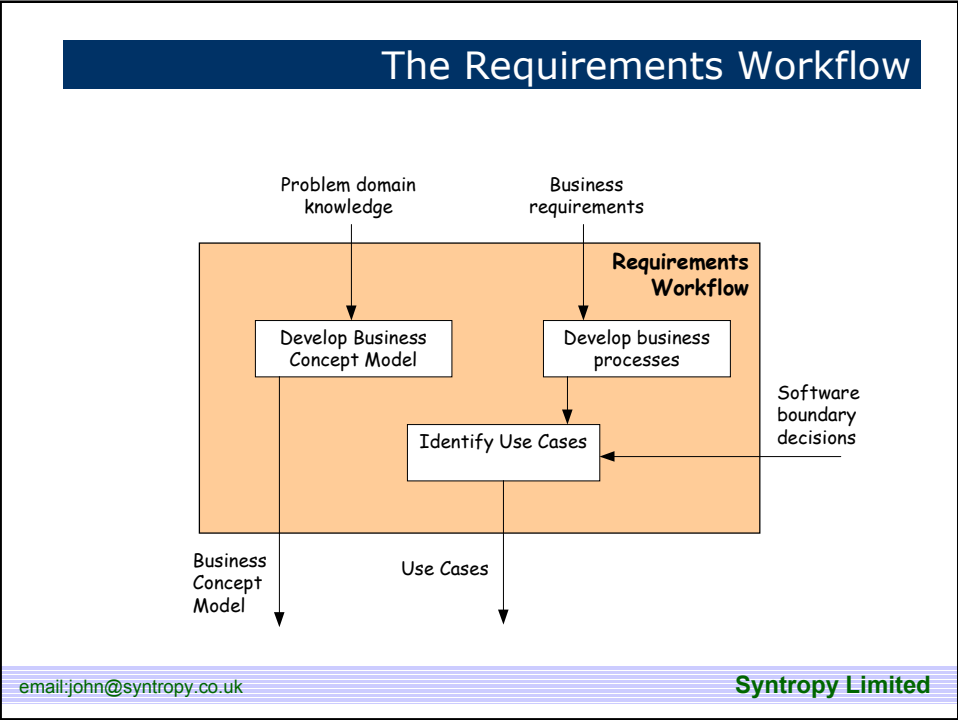 The Requirements Workflow
Problem domain
knowledge
Business
requirements
Requirements
Workflow
Develop Business
Concept Model
Develop business
processes
Software
boundary
decisions
Identify Use Cases
Business
Concept
Model
Use Cases
email:john@syntropy.co.uk
Syntropy Limited